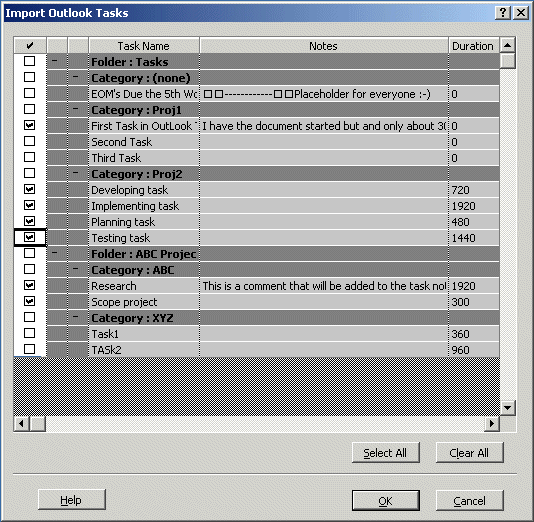 Import Outlook Tasks
Task Name Notes Duration
Folder : Tasks
Category : (none)
EOM's Due the 5th Wo ------------Placeholder for everyone :-) 0
Category : Proj1
First Task in OutLook I have the document started but and only about 30 0
Second Task 0
Third Task 0
Category : Proj2
Developing task 720
Implementing task 1920
Planning task 480
Testing task 1440
Folder : ABC Projec
Category : ABC
Research This is a comment that will be added to the task not 1920
Scope project 300
Category : XYZ
Task1 360
TASk2 960
Select All Clear All
Help OK Cancel